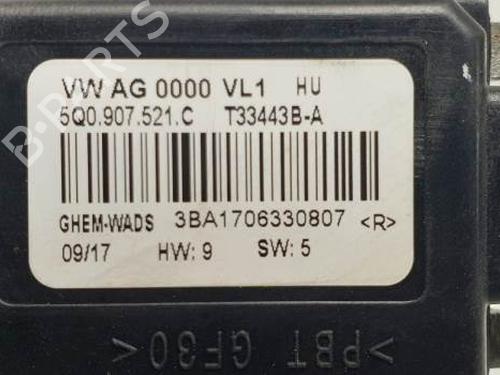 VW AG 0000 VL1 HU
5Q0.907.521.C T33443B-A
GHEM-WADS 3BA1706330807 <R>
09/17 HW: 9 SW: 5
>PBT GF30<